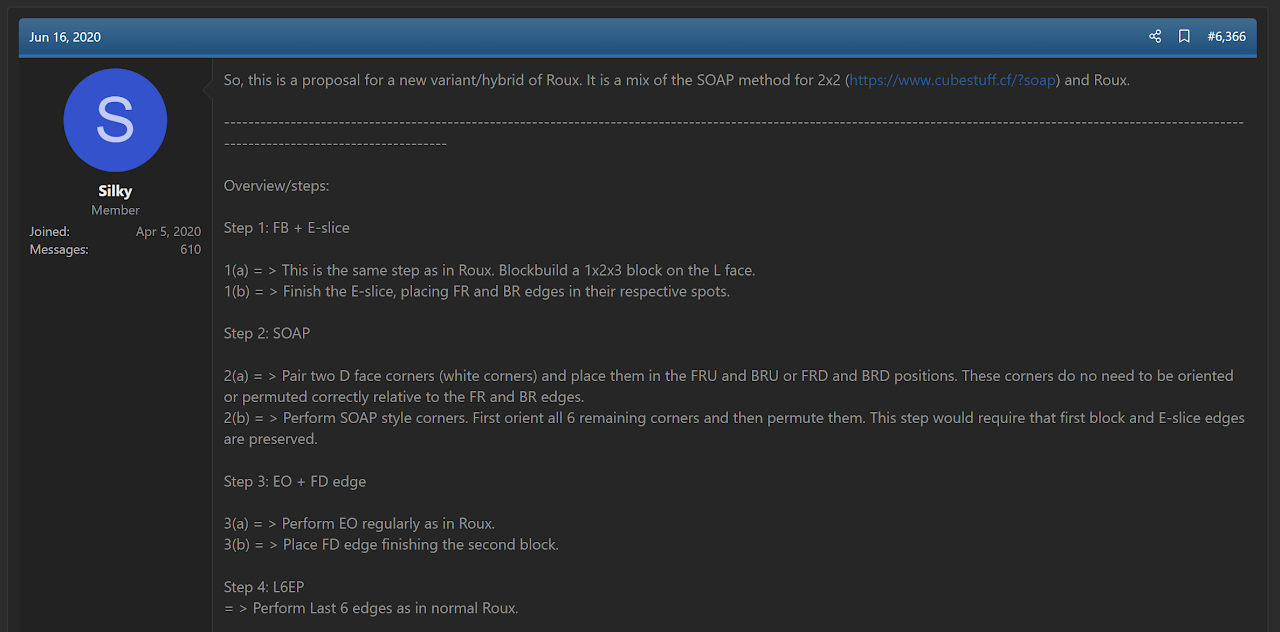 Jun 16, 2020
#6,366
S
Silky
Member
Joined: Apr 5, 2020
Messages: 610
So, this is a proposal for a new variant/hybrid of Roux. It is a mix of the SOAP method for 2x2 (https://www.cubestuff.cf/?soap) and Roux.
--------------------------------------------------------------------------------------------------------------------------------------------------------------------------
-------------------------------------
Overview/steps:
Step 1: FB + E-slice
1(a) = > This is the same step as in Roux. Blockbuild a 1x2x3 block on the L face.
1(b) = > Finish the E-slice, placing FR and BR edges in their respective spots.
Step 2: SOAP
2(a) = > Pair two D face corners (white corners) and place them in the FRU and BRU or FRD and BRD positions. These corners do no need to be oriented
or permuted correctly relative to the FR and BR edges.
2(b) = > Perform SOAP style corners. First orient all 6 remaining corners and then permute them. This step would require that first block and E-slice edges
are preserved.
Step 3: EO + FD edge
3(a) = > Perform EO regularly as in Roux.
3(b) = > Place FD edge finishing the second block.
Step 4: L6EP
= > Perform Last 6 edges as in normal Roux.